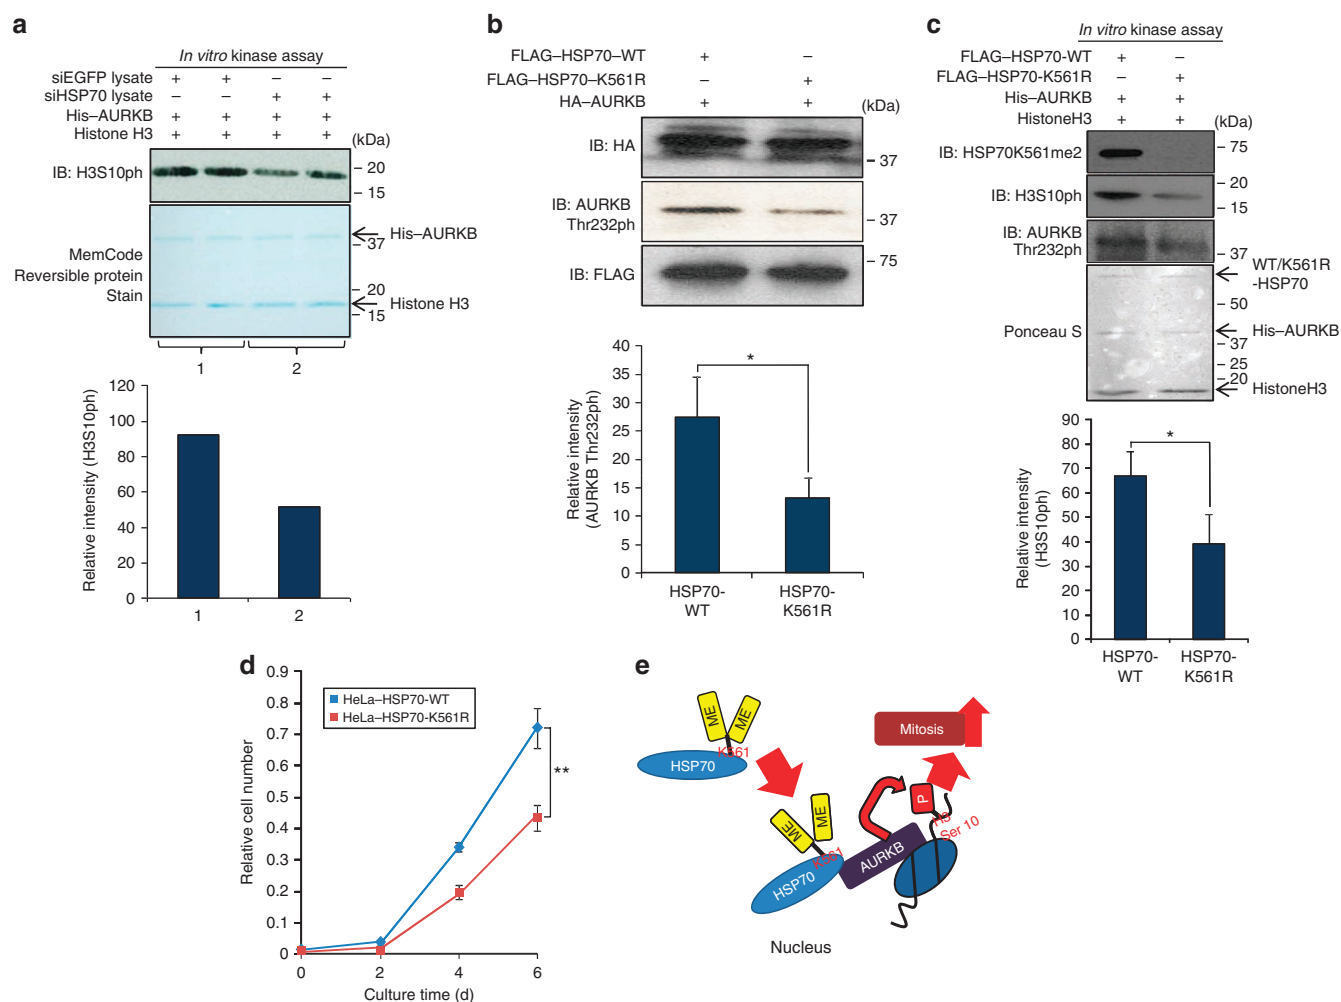 a
In vitro kinase assay
siEGFP lysate + + – –
siHSP70 lysate – – + +
His–AURKB + + + +
Histone H3 + + + +
(kDa)
IB: H3S10ph
20
15
MemCode
Reversible protein
Stain
His–AURKB
37
20
Histone H3
15
1 2
Relative intensity (H3S10ph)
120
100
80
60
40
20
0
1 2
b
FLAG–HSP70–WT + –
FLAG–HSP70–K561R – +
HA–AURKB + +
(kDa)
IB: HA
37
IB: AURKB
Thr232ph
37
IB: FLAG
75
Relative intensity
(AURKB Thr232ph)
40
35
30
25
20
15
10
5
0
*
HSP70-
WT
HSP70-
K561R
c
In vitro kinase assay
FLAG–HSP70-WT + –
FLAG–HSP70-K561R – +
His–AURKB + +
HistoneH3 + +
(kDa)
IB: HSP70K561me2
75
IB: H3S10ph
20
15
IB: AURKB
Thr232ph
37
Ponceau S
WT/K561R
-HSP70
50
His–AURKB
37
25
20
HistoneH3
Relative intensity
(H3S10ph)
90
80
70
60
50
40
30
20
10
0
*
HSP70-
WT
HSP70-
K561R
d
Relative cell number
0.9
0.8
0.7
0.6
0.5
0.4
0.3
0.2
0.1
0
HeLa–HSP70-WT
HeLa–HSP70-K561R
**
0 2 4 6
Culture time (d)
e
ME
ME
K561
HSP70
ME
ME
K561
HSP70
AURKB
P
H3
Ser 10
Mitosis
Nucleus